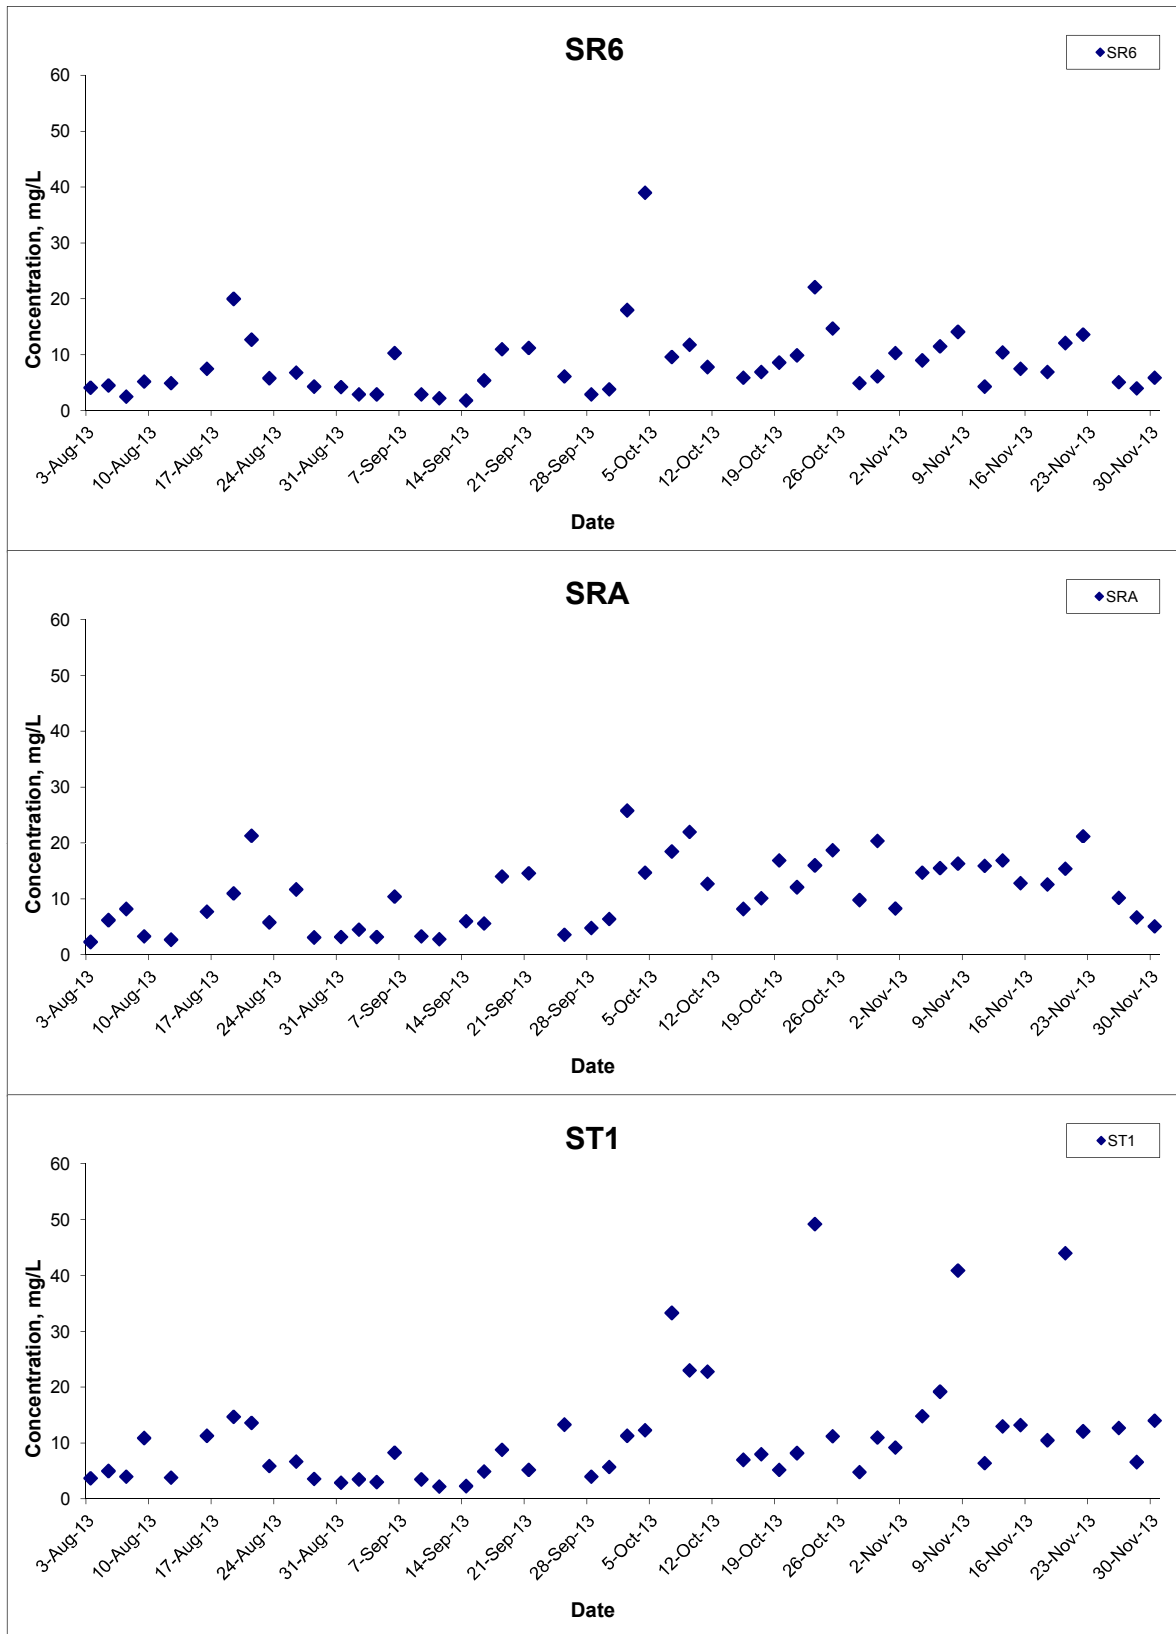 SR6
SR6
60
50
40
30
20
10
0
Concentration, mg/L
3-Aug-13
10-Aug-13
17-Aug-13
24-Aug-13
31-Aug-13
7-Sep-13
14-Sep-13
21-Sep-13
28-Sep-13
5-Oct-13
12-Oct-13
19-Oct-13
26-Oct-13
2-Nov-13
9-Nov-13
16-Nov-13
23-Nov-13
30-Nov-13
Date
SRA
SRA
60
50
40
30
20
10
0
Concentration, mg/L
3-Aug-13
10-Aug-13
17-Aug-13
24-Aug-13
31-Aug-13
7-Sep-13
14-Sep-13
21-Sep-13
28-Sep-13
5-Oct-13
12-Oct-13
19-Oct-13
26-Oct-13
2-Nov-13
9-Nov-13
16-Nov-13
23-Nov-13
30-Nov-13
Date
ST1
ST1
60
50
40
30
20
10
0
Concentration, mg/L
3-Aug-13
10-Aug-13
17-Aug-13
24-Aug-13
31-Aug-13
7-Sep-13
14-Sep-13
21-Sep-13
28-Sep-13
5-Oct-13
12-Oct-13
19-Oct-13
26-Oct-13
2-Nov-13
9-Nov-13
16-Nov-13
23-Nov-13
30-Nov-13
Date